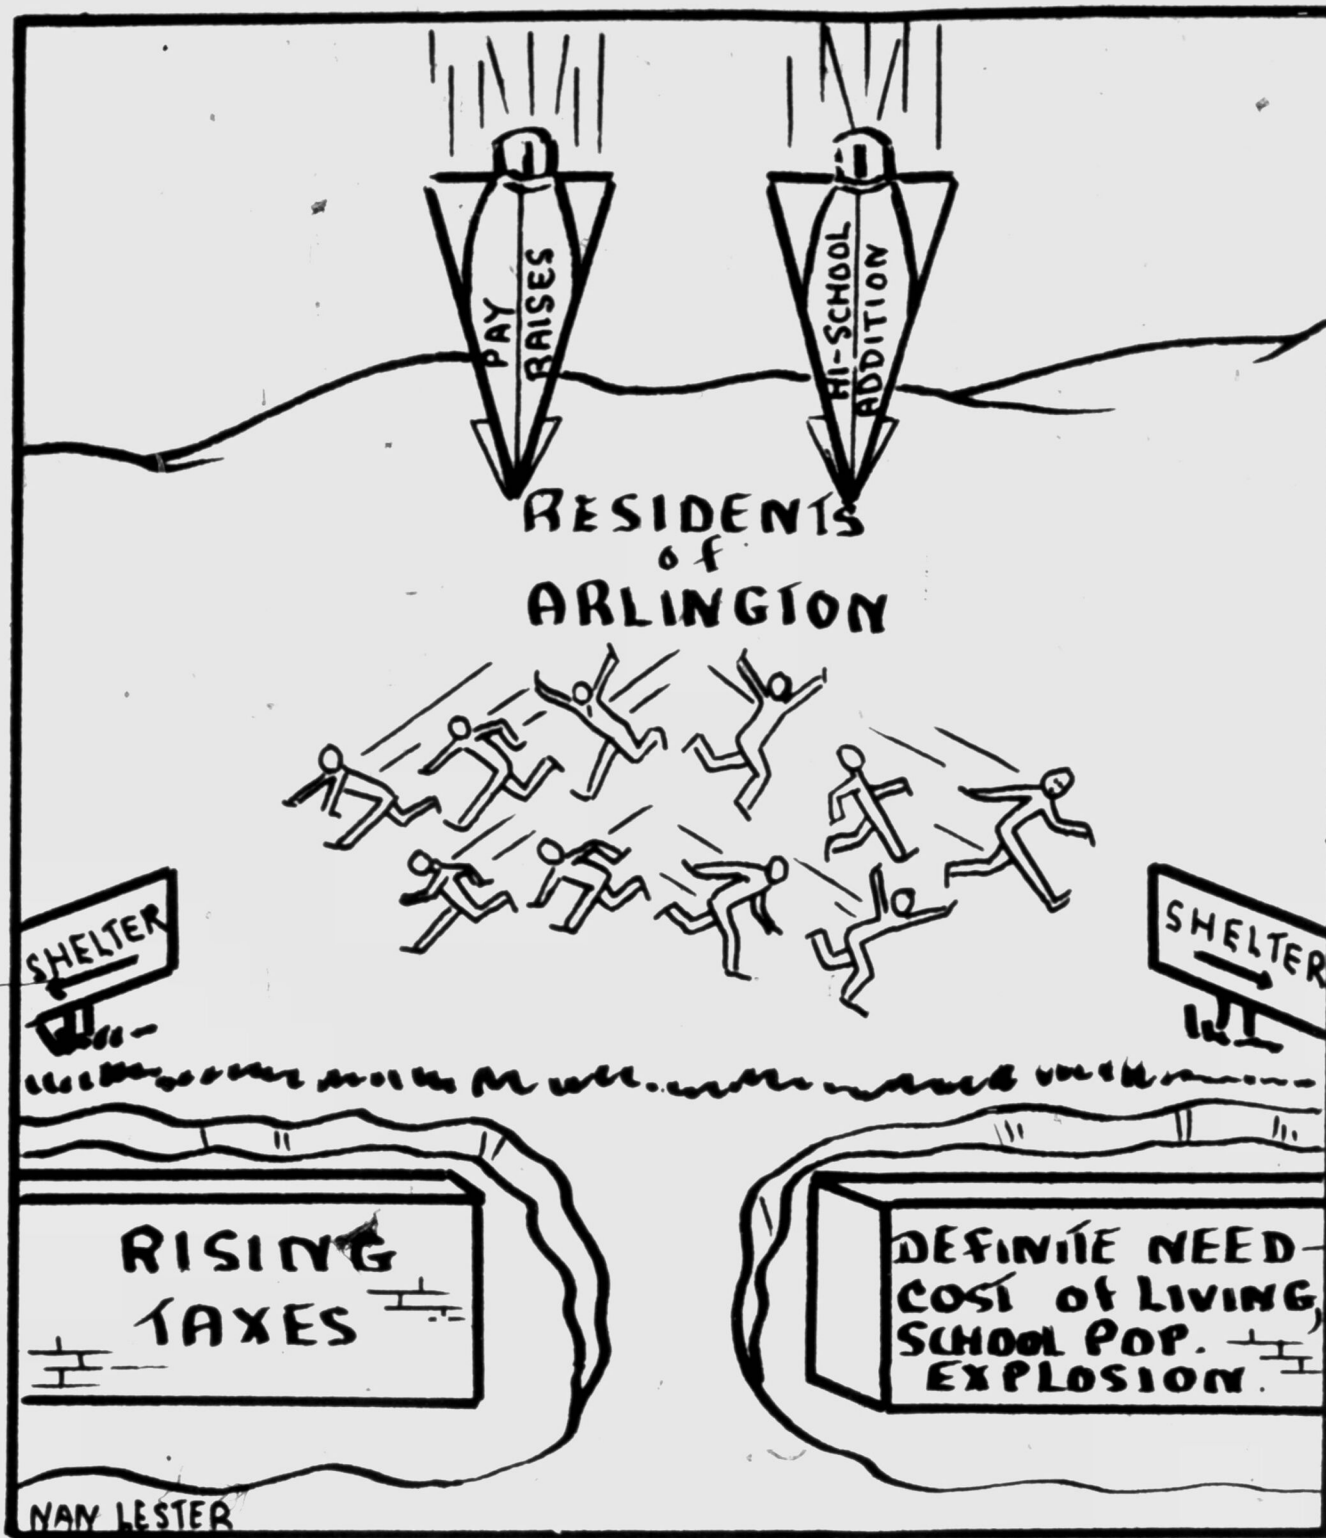 PAY
RAISES
HI-SCHOOL
ADDITION
RESIDENTS
of
ARLINGTON
SHELTER
SHELTER
RISING
TAXES
DEFINITE NEED-
COST of LIVING,
SCHOOL POP.
EXPLOSION.
NAN LESTER